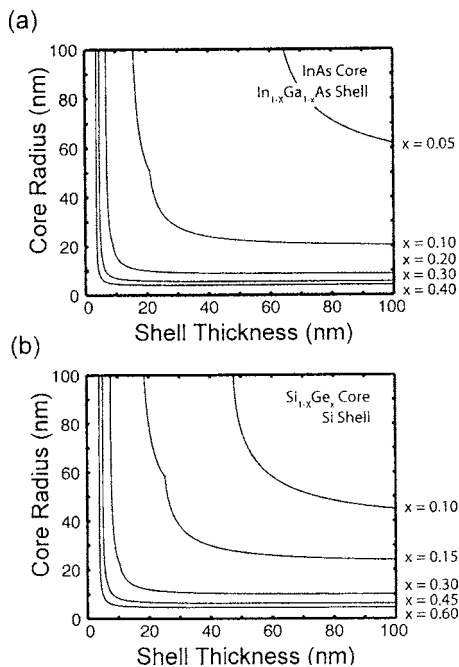 (a)
100
80
60
40
20
0
Core Radius (nm)
InAs Core
In₁₋ₓGa₁₋ₓAs Shell
x = 0.05
x = 0.10
x = 0.20
x = 0.30
x = 0.40
0 20 40 60 80 100
Shell Thickness (nm)
(b)
100
80
60
40
20
0
Core Radius (nm)
Si₁₋ₓGeₓ Core
Si Shell
x = 0.10
x = 0.15
x = 0.30
x = 0.45
x = 0.60
0 20 40 60 80 100
Shell Thickness (nm)